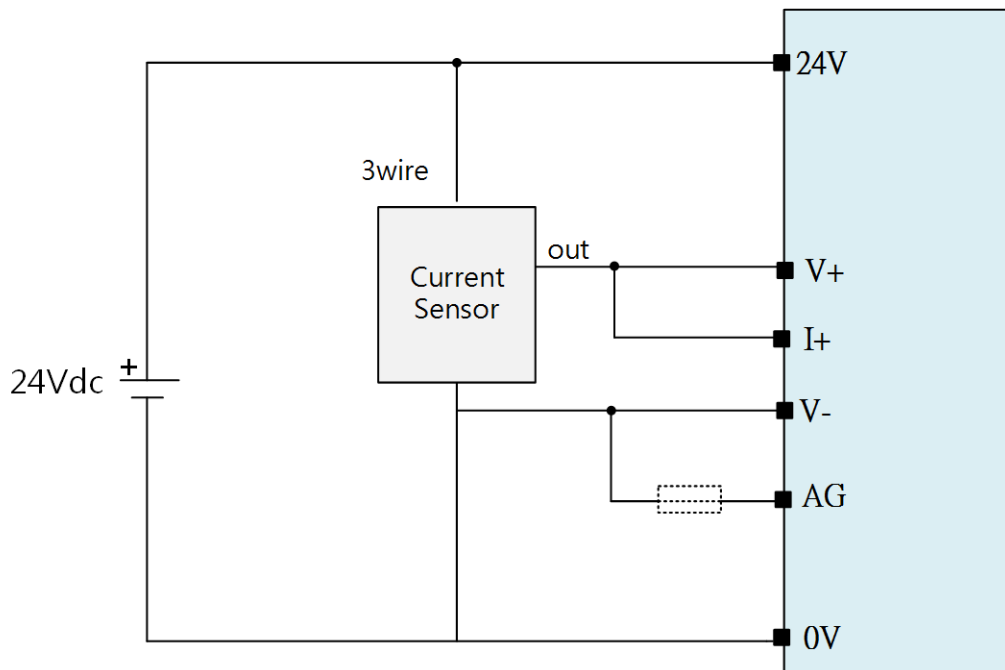 24V
3wire
out
V+
Current
Sensor
I+
24Vdc
+
V-
AG
0V